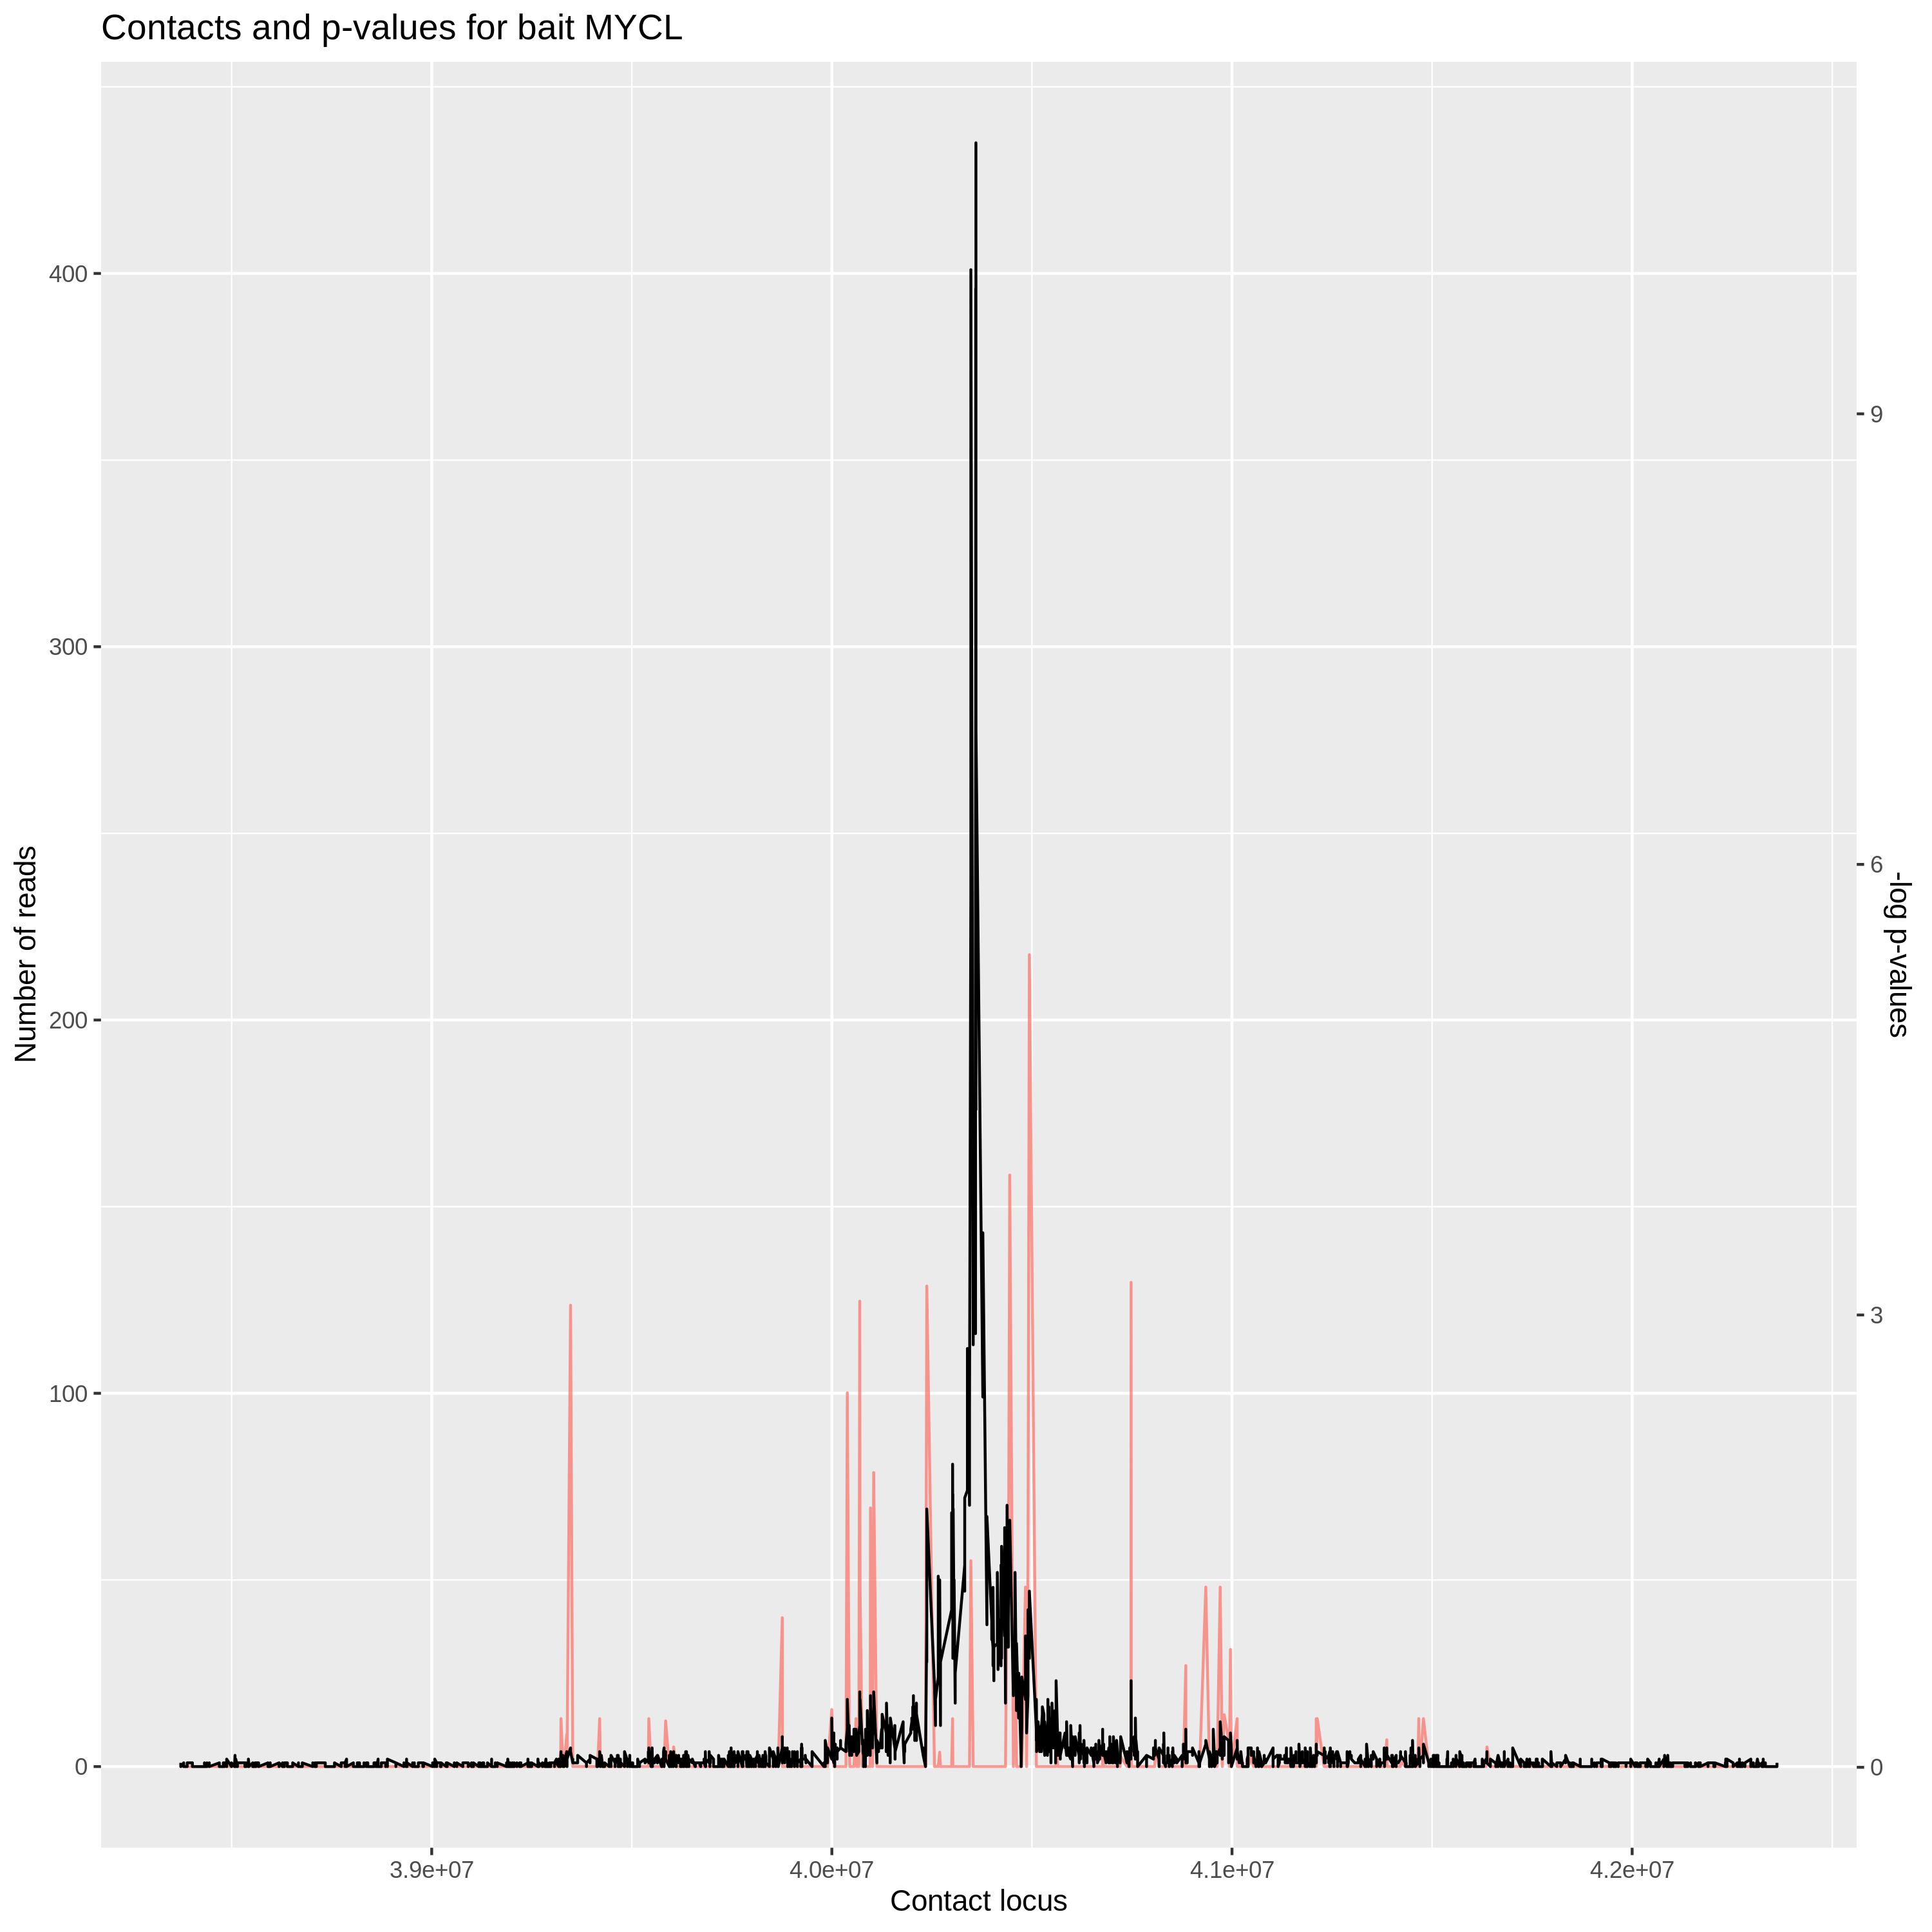 Contacts and p-values for bait MYCL
Number of reads
400
300
200
100
0
9
6
3
0
-log p-values
3.9e+07 4.0e+07 4.1e+07 4.2e+07
Contact locus